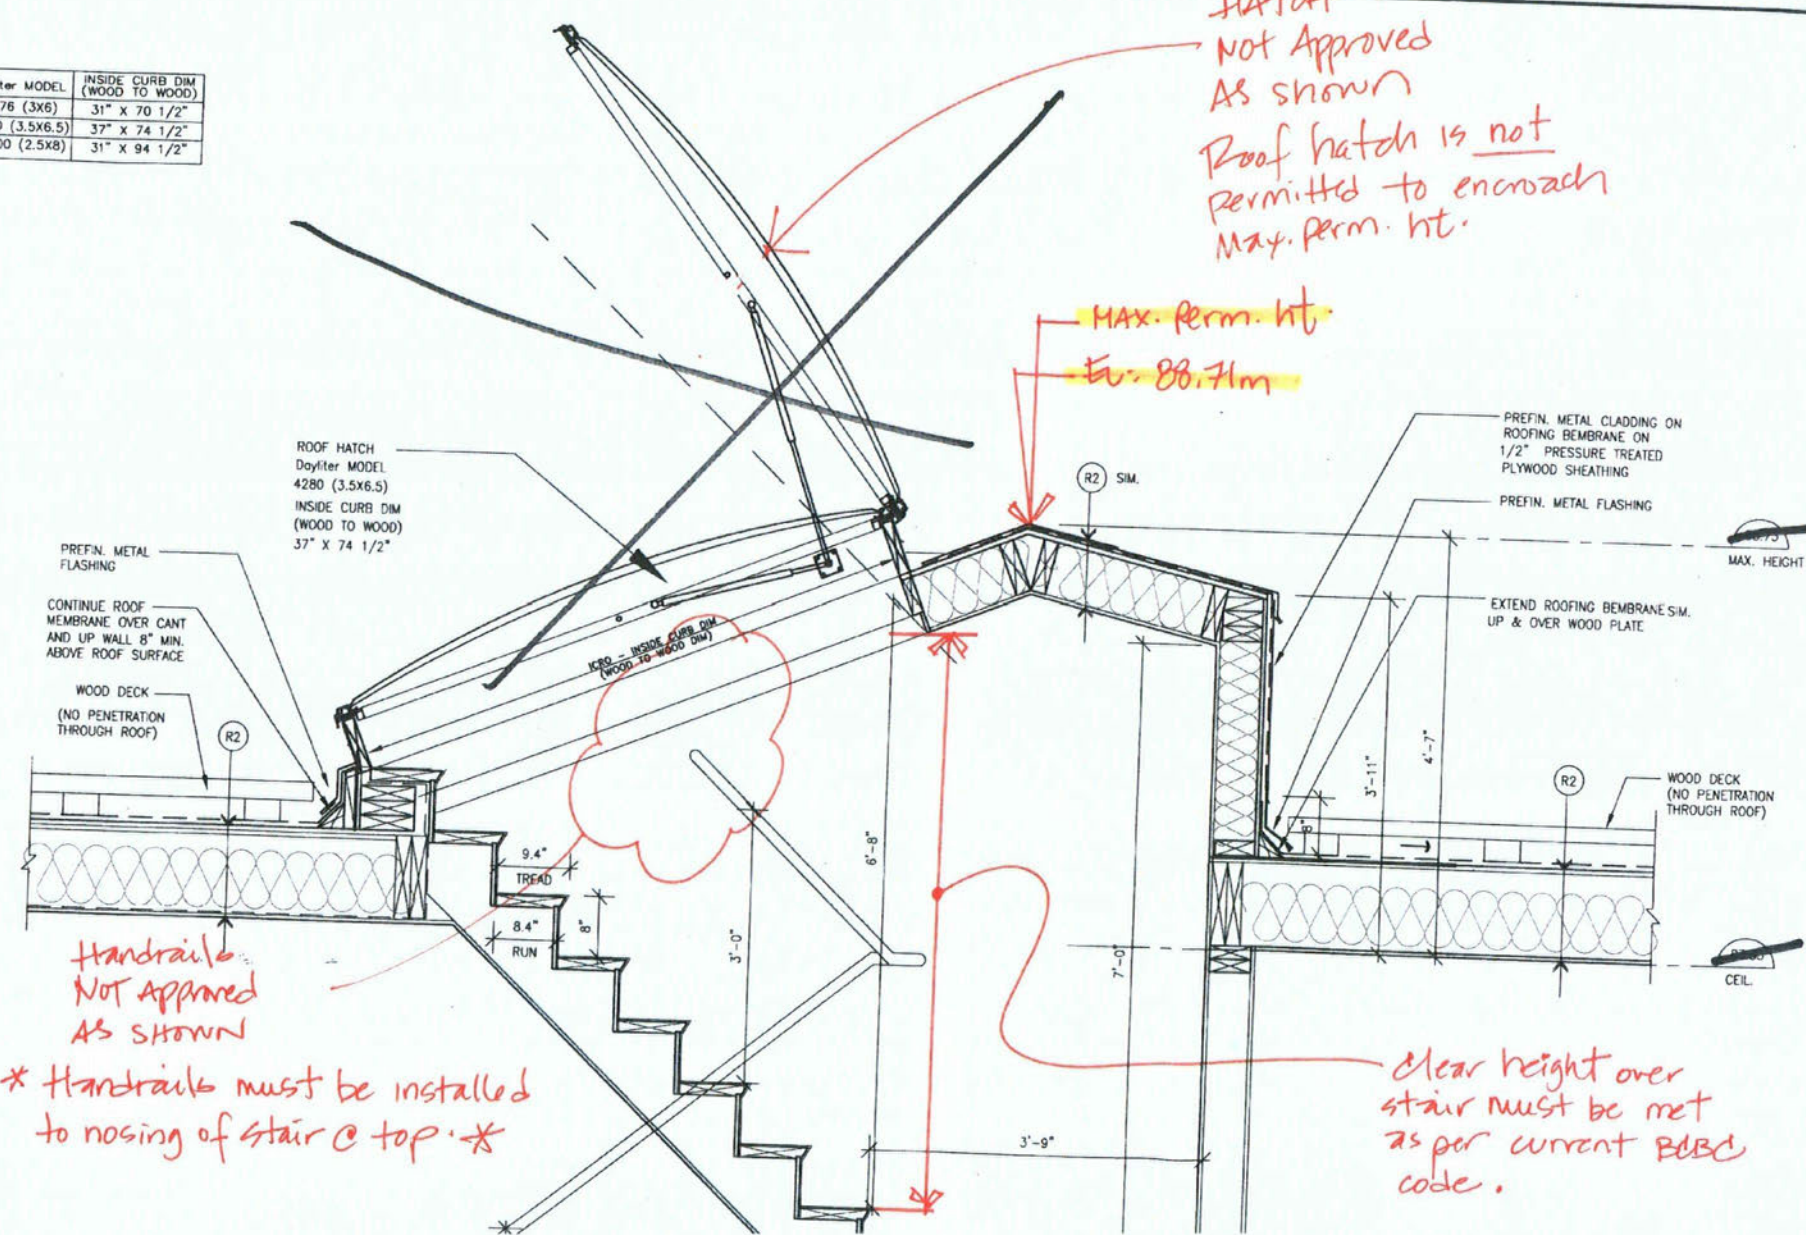 HATCH
Not Approved
As shown
Roof hatch is not
permitted to encroach
Max. perm. ht.
MODEL
INSIDE CURB DIM
(WOOD TO WOOD)
76 (3X6)
31" X 70 1/2"
(3.5X6.5)
37" X 74 1/2"
(2.5X8)
31" X 94 1/2"
MAX. Perm. ht.
EL: 88.71m
ROOF HATCH
Dayliter MODEL
4280 (3.5X6.5)
INSIDE CURB DIM
(WOOD TO WOOD)
37" X 74 1/2"
R2 SIM.
PREFIN. METAL CLADDING ON
ROOFING BEMBRANE ON
1/2" PRESSURE TREATED
PLYWOOD SHEATHING
PREFIN. METAL FLASHING
MAX. HEIGHT
PREFIN. METAL
FLASHING
CONTINUE ROOF
MEMBRANE OVER CANT
AND UP WALL 8" MIN.
ABOVE ROOF SURFACE
EXTEND ROOFING BEMBRANE SIM.
UP & OVER WOOD PLATE
ICRO - INSIDE CURB DIM
(WOOD TO WOOD DIM)
WOOD DECK
(NO PENETRATION
THROUGH ROOF)
R2
3'-11"
4'-7"
8"
R2
WOOD DECK
(NO PENETRATION
THROUGH ROOF)
9.4"
TREAD
8.4"
RUN
8"
3'-0"
6'-8"
7'-0"
CEIL.
Handrails
Not Approved
As SHOWN
* Handrails must be installed
to nosing of stair @ top. *
3'-9"
Clear height over
stair must be met
as per current BCBC
code.